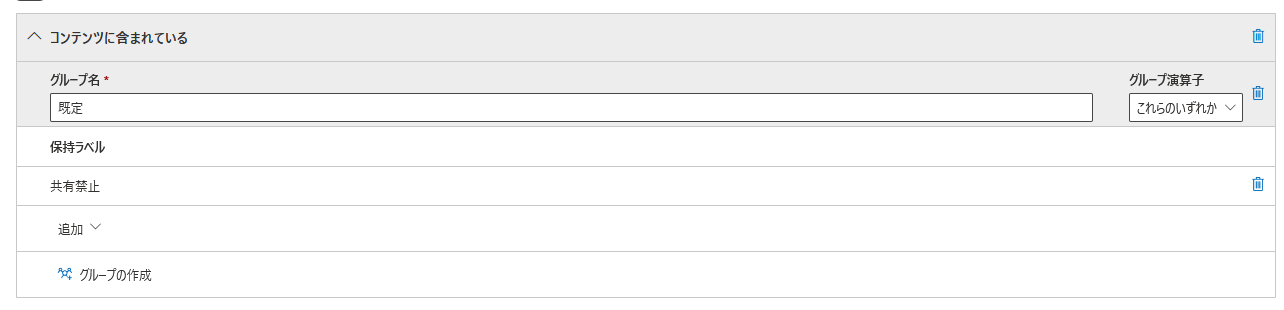 コンテンツに含まれている
グループ名 *
グループ演算子
既定
これらのいずれか
保持ラベル
共有禁止
追加
グループの作成